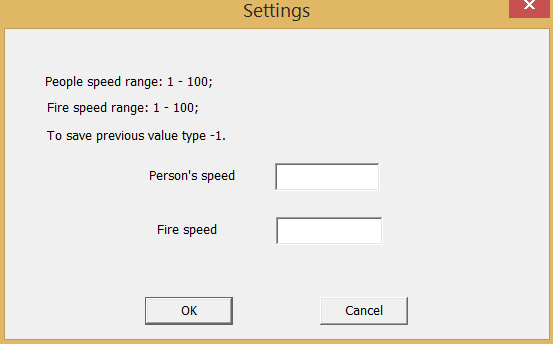 Settings
People speed range: 1 - 100;
Fire speed range: 1 - 100;
To save previous value type -1.
Person's speed
Fire speed
OK Cancel